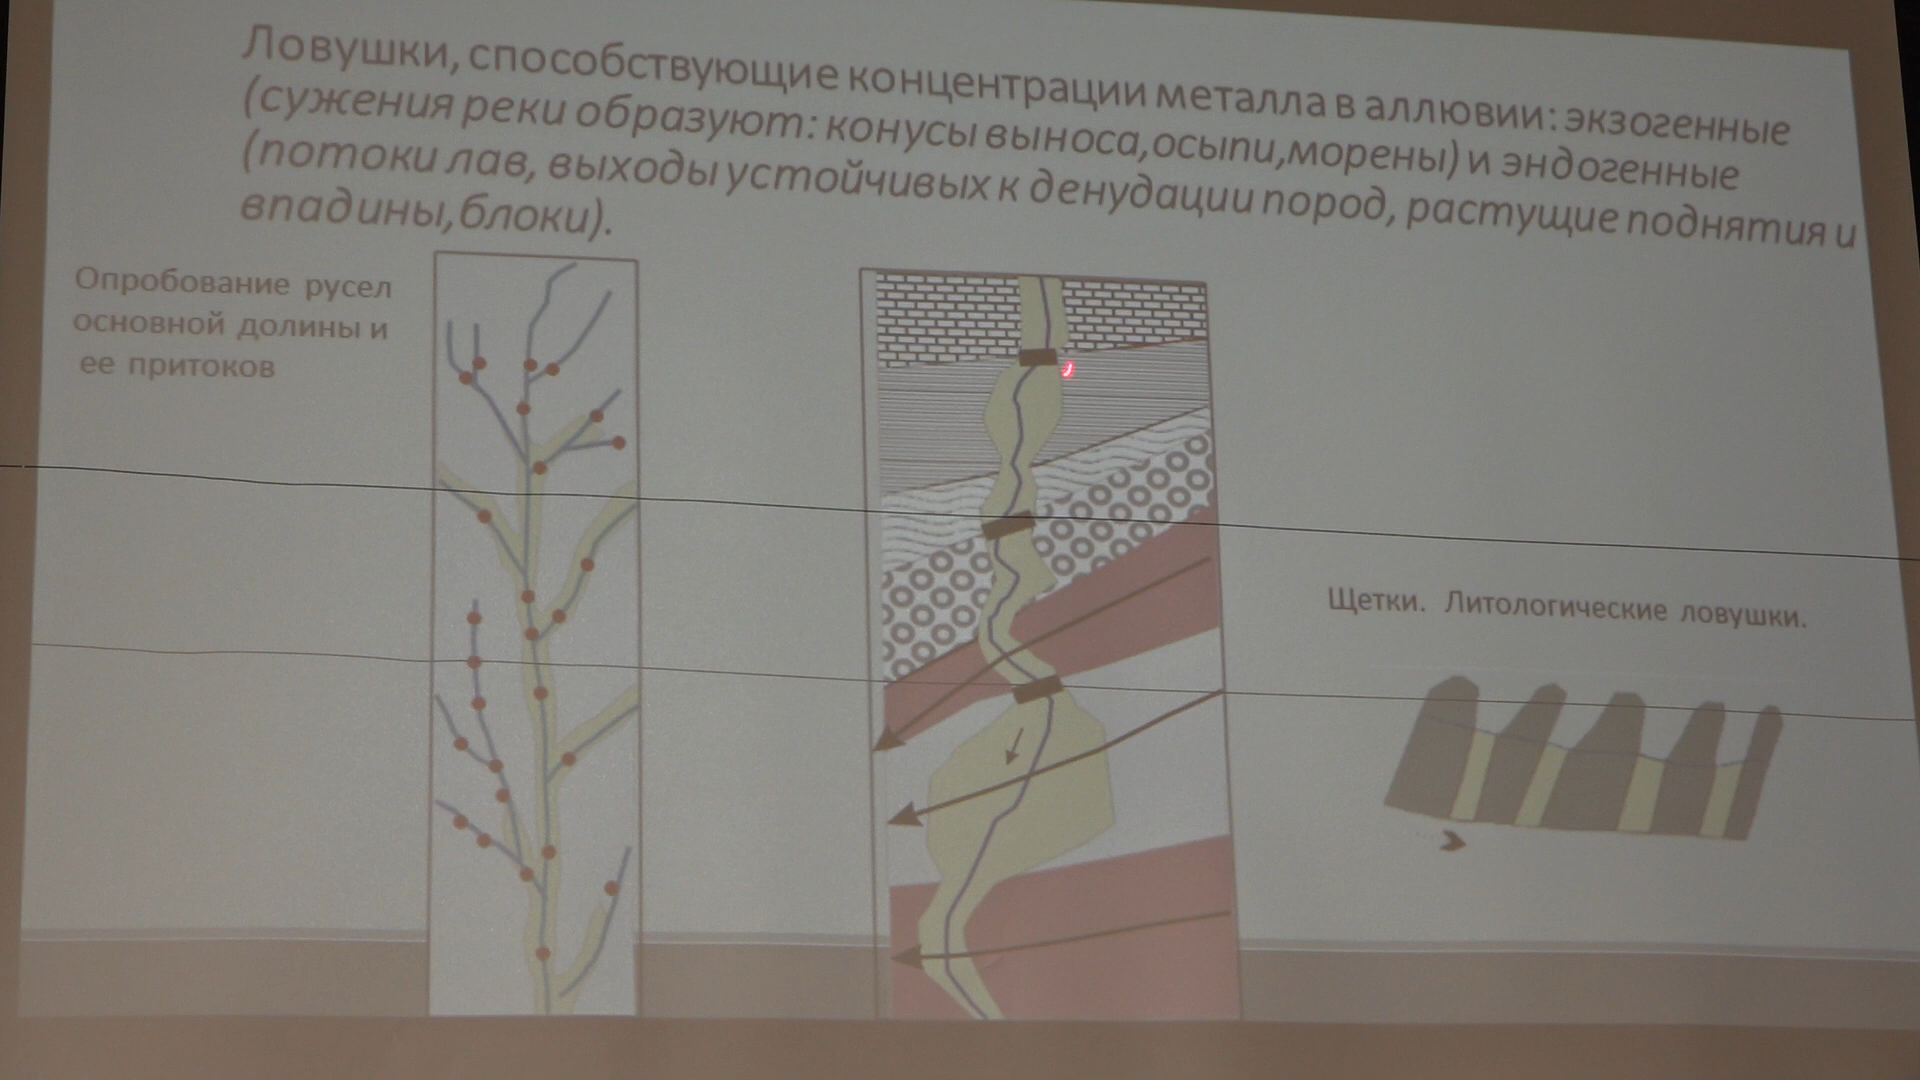 Ловушки, способствующие концентрации металла в аллювии: экзогенные
(сужения реки образуют: конусы выноса,осыпи,морены) и эндогенные
(потоки лав, выходы устойчивых к денудации пород, растущие поднятия и
впадины,блоки).
Опробование русел
основной долины и
ее притоков
Щетки. Литологические ловушки.